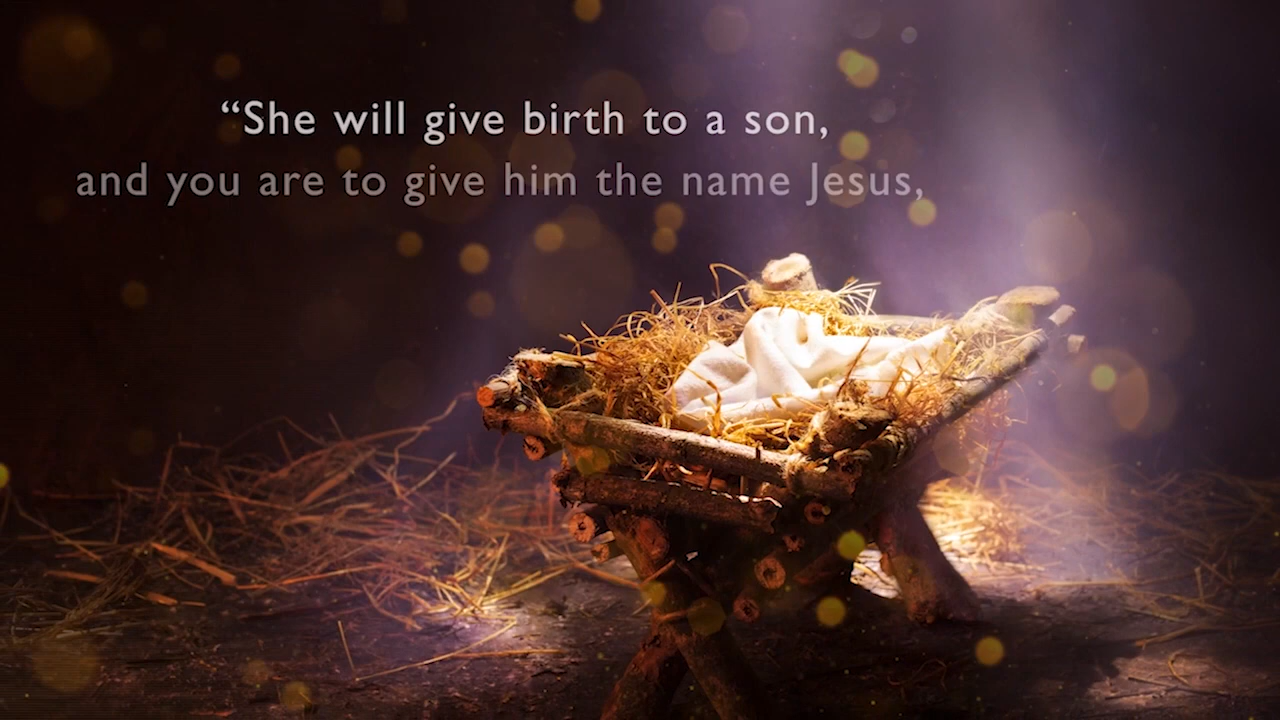 “She will give birth to a son,
and you are to give him the name Jesus,